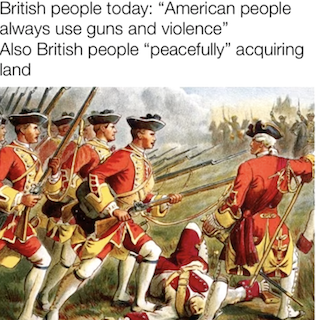 British people today: “American people
always use guns and violence”
Also British people “peacefully” acquiring
land